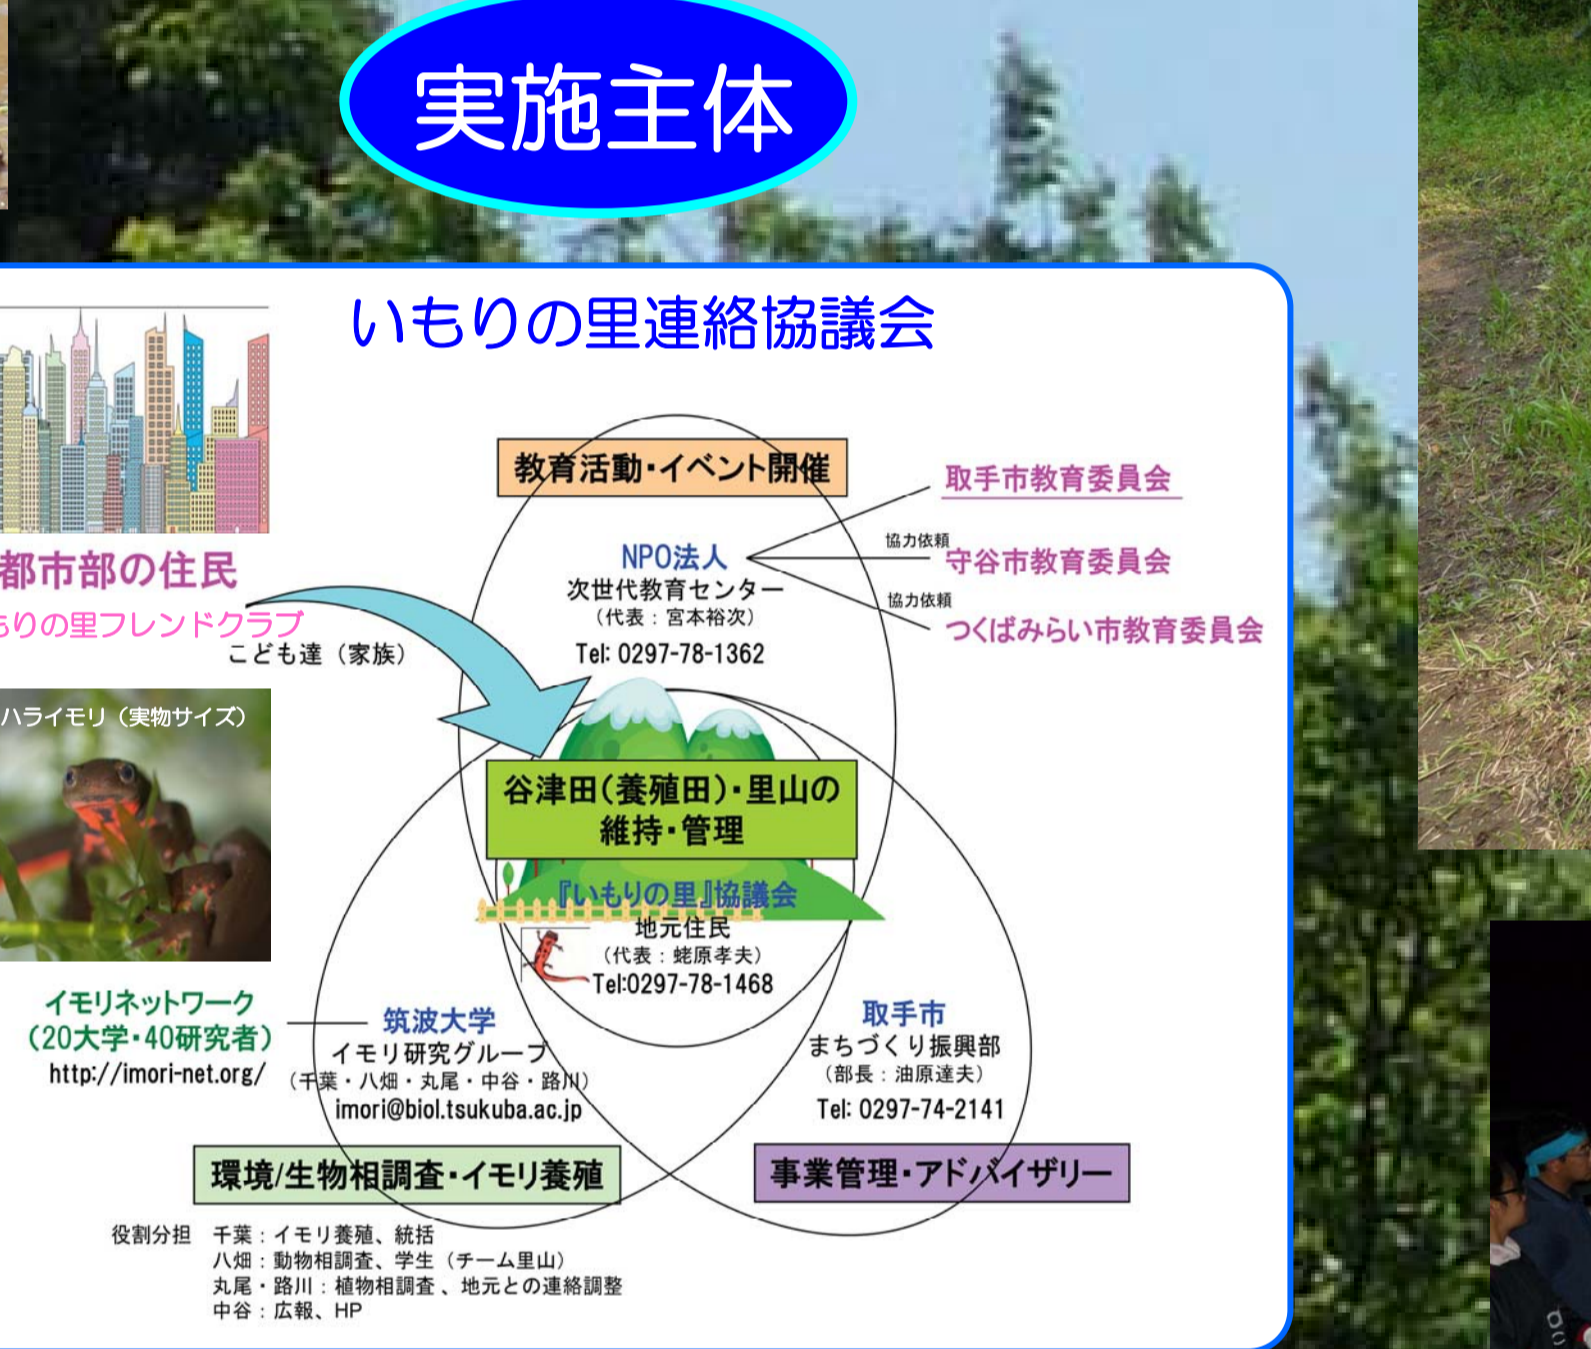 実施主体
いもりの里連絡協議会
教育活動・イベント開催
取手市教育委員会
NPO法人
協力依頼
守谷市教育委員会
次世代教育センター
(代表：宮本裕次)
協力依頼
つくばみらい市教育委員会
Tel: 0297-78-1362
都市部の住民
もりの里フレンドクラブ
こども達（家族）
ハライモリ（実物サイズ）
谷津田(養殖田)・里山の
維持・管理
『いもりの里』協議会
地元住民
（代表：蛯原孝夫）
Tel:0297-78-1468
イモリネットワーク
(20大学・40研究者)
http://imori-net.org/
筑波大学
イモリ研究グループ
（千葉・八畑・丸尾・中谷・路川）
imori@biol.tsukuba.ac.jp
取手市
まちづくり振興部
（部長：油原達夫）
Tel: 0297-74-2141
環境/生物相調査・イモリ養殖
事業管理・アドバイザリー
役割分担　千葉：イモリ養殖、統括
八畑：動物相調査、学生（チーム里山）
丸尾・路川：植物相調査、地元との連絡調整
中谷：広報、HP